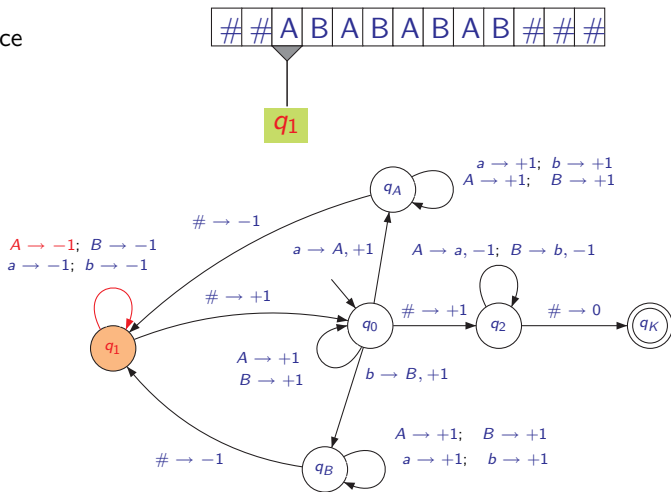 ce
# # A B A B A B A B # # #
q1
a → +1; b → +1
A → +1; B → +1
qA
# → −1
A → −1; B → −1
a → −1; b → −1
a → A, +1
A → a, −1; B → b, −1
# → +1
# → +1
# → 0
q1
q0
q2
qK
A → +1
B → +1
b → B, +1
A → +1; B → +1
a → +1; b → +1
# → −1
qB